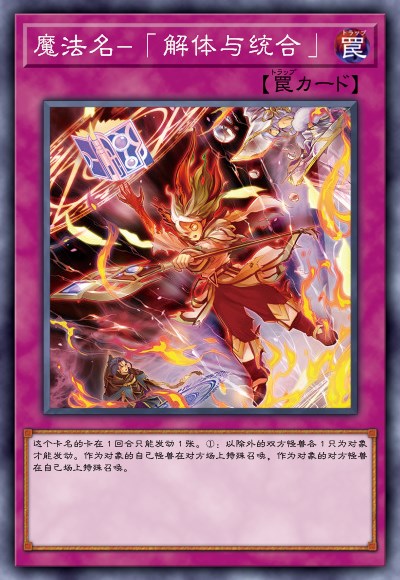 魔法名-「解体与统合」
罠
トラップ
【罠カード】
トラップ
这个卡名的卡在1回合只能发动1张。①:以除外的双方怪兽各1只为对象
才能发动。作为对象的自己怪兽在对方场上特殊召唤,作为对象的对方怪兽
在自己场上特殊召唤。